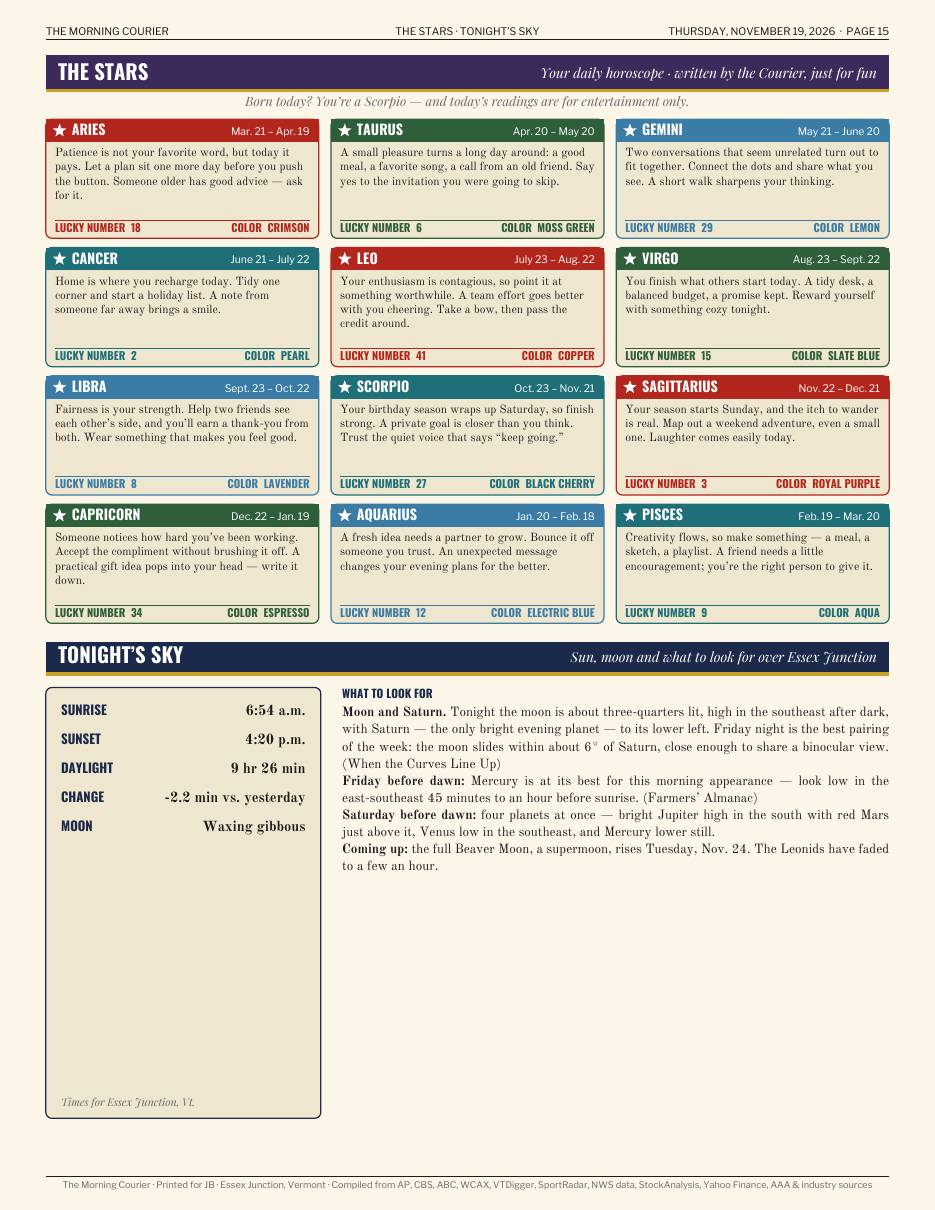 THE MORNING COURIER THE STARS · TONIGHT'S SKY THURSDAY, NOVEMBER 19, 2026 · PAGE 15
THE STARS Your daily horoscope · written by the Courier, just for fun
Born today? You're a Scorpio — and today's readings are for entertainment only.
★ ARIES Mar. 21 – Apr. 19
Patience is not your favorite word, but today it
pays. Let a plan sit one more day before you push
the button. Someone older has good advice — ask
for it.
LUCKY NUMBER 18 COLOR CRIMSON
★ TAURUS Apr. 20 – May 20
A small pleasure turns a long day around: a good
meal, a favorite song, a call from an old friend. Say
yes to the invitation you were going to skip.
LUCKY NUMBER 6 COLOR MOSS GREEN
★ GEMINI May 21 – June 20
Two conversations that seem unrelated turn out to
fit together. Connect the dots and share what you
see. A short walk sharpens your thinking.
LUCKY NUMBER 29 COLOR LEMON
★ CANCER June 21 – July 22
Home is where you recharge today. Tidy one
corner and start a holiday list. A note from
someone far away brings a smile.
LUCKY NUMBER 2 COLOR PEARL
★ LEO July 23 – Aug. 22
Your enthusiasm is contagious, so point it at
something worthwhile. A team effort goes better
with you cheering. Take a bow, then pass the
credit around.
LUCKY NUMBER 41 COLOR COPPER
★ VIRGO Aug. 23 – Sept. 22
You finish what others start today. A tidy desk, a
balanced budget, a promise kept. Reward yourself
with something cozy tonight.
LUCKY NUMBER 15 COLOR SLATE BLUE
★ LIBRA Sept. 23 – Oct. 22
Fairness is your strength. Help two friends see
each other's side, and you'll earn a thank-you from
both. Wear something that makes you feel good.
LUCKY NUMBER 8 COLOR LAVENDER
★ SCORPIO Oct. 23 – Nov. 21
Your birthday season wraps up Saturday, so finish
strong. A private goal is closer than you think.
Trust the quiet voice that says “keep going.”
LUCKY NUMBER 27 COLOR BLACK CHERRY
★ SAGITTARIUS Nov. 22 – Dec. 21
Your season starts Sunday, and the itch to wander
is real. Map out a weekend adventure, even a small
one. Laughter comes easily today.
LUCKY NUMBER 3 COLOR ROYAL PURPLE
★ CAPRICORN Dec. 22 – Jan. 19
Someone notices how hard you've been working.
Accept the compliment without brushing it off. A
practical gift idea pops into your head — write it
down.
LUCKY NUMBER 34 COLOR ESPRESSO
★ AQUARIUS Jan. 20 – Feb. 18
A fresh idea needs a partner to grow. Bounce it off
someone you trust. An unexpected message
changes your evening plans for the better.
LUCKY NUMBER 12 COLOR ELECTRIC BLUE
★ PISCES Feb. 19 – Mar. 20
Creativity flows, so make something — a meal, a
sketch, a playlist. A friend needs a little
encouragement; you're the right person to give it.
LUCKY NUMBER 9 COLOR AQUA
TONIGHT'S SKY Sun, moon and what to look for over Essex Junction
SUNRISE 6:54 a.m.
SUNSET 4:20 p.m.
DAYLIGHT 9 hr 26 min
CHANGE -2.2 min vs. yesterday
MOON Waxing gibbous
Times for Essex Junction, Vt.
WHAT TO LOOK FOR
Moon and Saturn. Tonight the moon is about three-quarters lit, high in the southeast after dark,
with Saturn — the only bright evening planet — to its lower left. Friday night is the best pairing
of the week: the moon slides within about 6° of Saturn, close enough to share a binocular view.
(When the Curves Line Up)
Friday before dawn: Mercury is at its best for this morning appearance — look low in the
east-southeast 45 minutes to an hour before sunrise. (Farmers' Almanac)
Saturday before dawn: four planets at once — bright Jupiter high in the south with red Mars
just above it, Venus low in the southeast, and Mercury lower still.
Coming up: the full Beaver Moon, a supermoon, rises Tuesday, Nov. 24. The Leonids have faded
to a few an hour.
The Morning Courier · Printed for JB · Essex Junction, Vermont · Compiled from AP, CBS, ABC, WCAX, VTDigger, SportRadar, NWS data, StockAnalysis, Yahoo Finance, AAA & industry sources